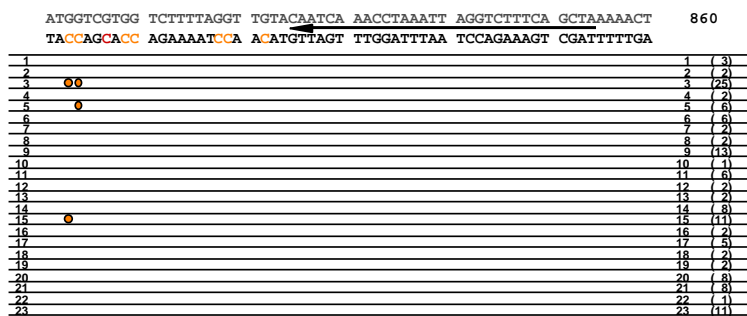 ATGGTCGTGG TCTTTTAGGT TGTACAATCA AACCTAAATT AGGTCTTTCA GCTAAAAACT 860
TACCAGCACC AGAAAATCCA ACATGTTAGT TTGGATTTAA TCCAGAAAGT CGATTTTTGA
1 1 ( 3)
2 2 ( 2)
3 3 (25)
4 4 ( 2)
5 5 ( 6)
6 6 ( 6)
7 7 ( 2)
8 8 ( 2)
9 9 (13)
10 10 ( 1)
11 11 ( 6)
12 12 ( 2)
13 13 ( 2)
14 14 ( 8)
15 15 (11)
16 16 ( 2)
17 17 ( 5)
18 18 ( 2)
19 19 ( 2)
20 20 ( 8)
21 21 ( 8)
22 22 ( 1)
23 23 (11)